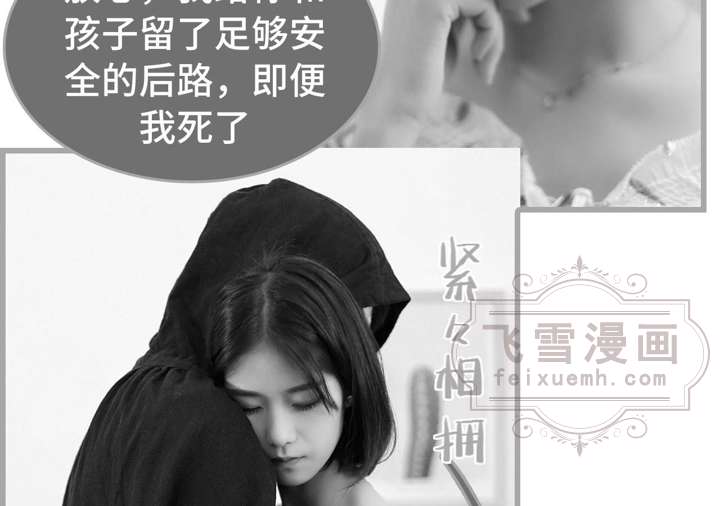 孩子留了足够安
全的后路，即便
我死了
紧々相拥
飞雪漫画
feixuemh.com